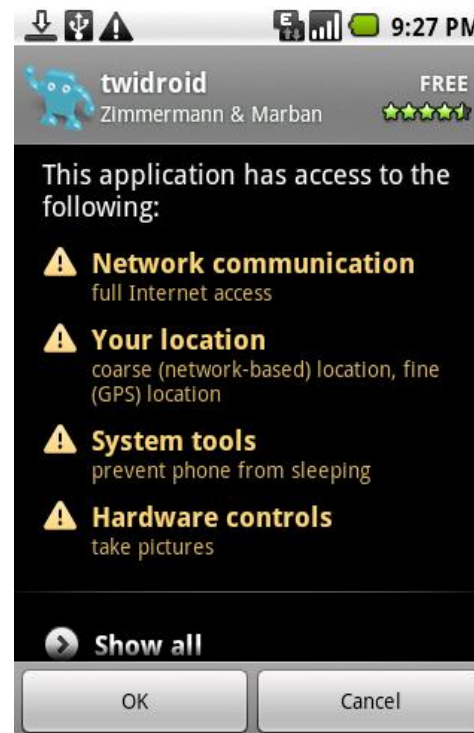 E 9:27 PM
twidroid FREE
Zimmermann & Marban
This application has access to the
following:
Network communication
full Internet access
Your location
coarse (network-based) location, fine
(GPS) location
System tools
prevent phone from sleeping
Hardware controls
take pictures
Show all
OK Cancel